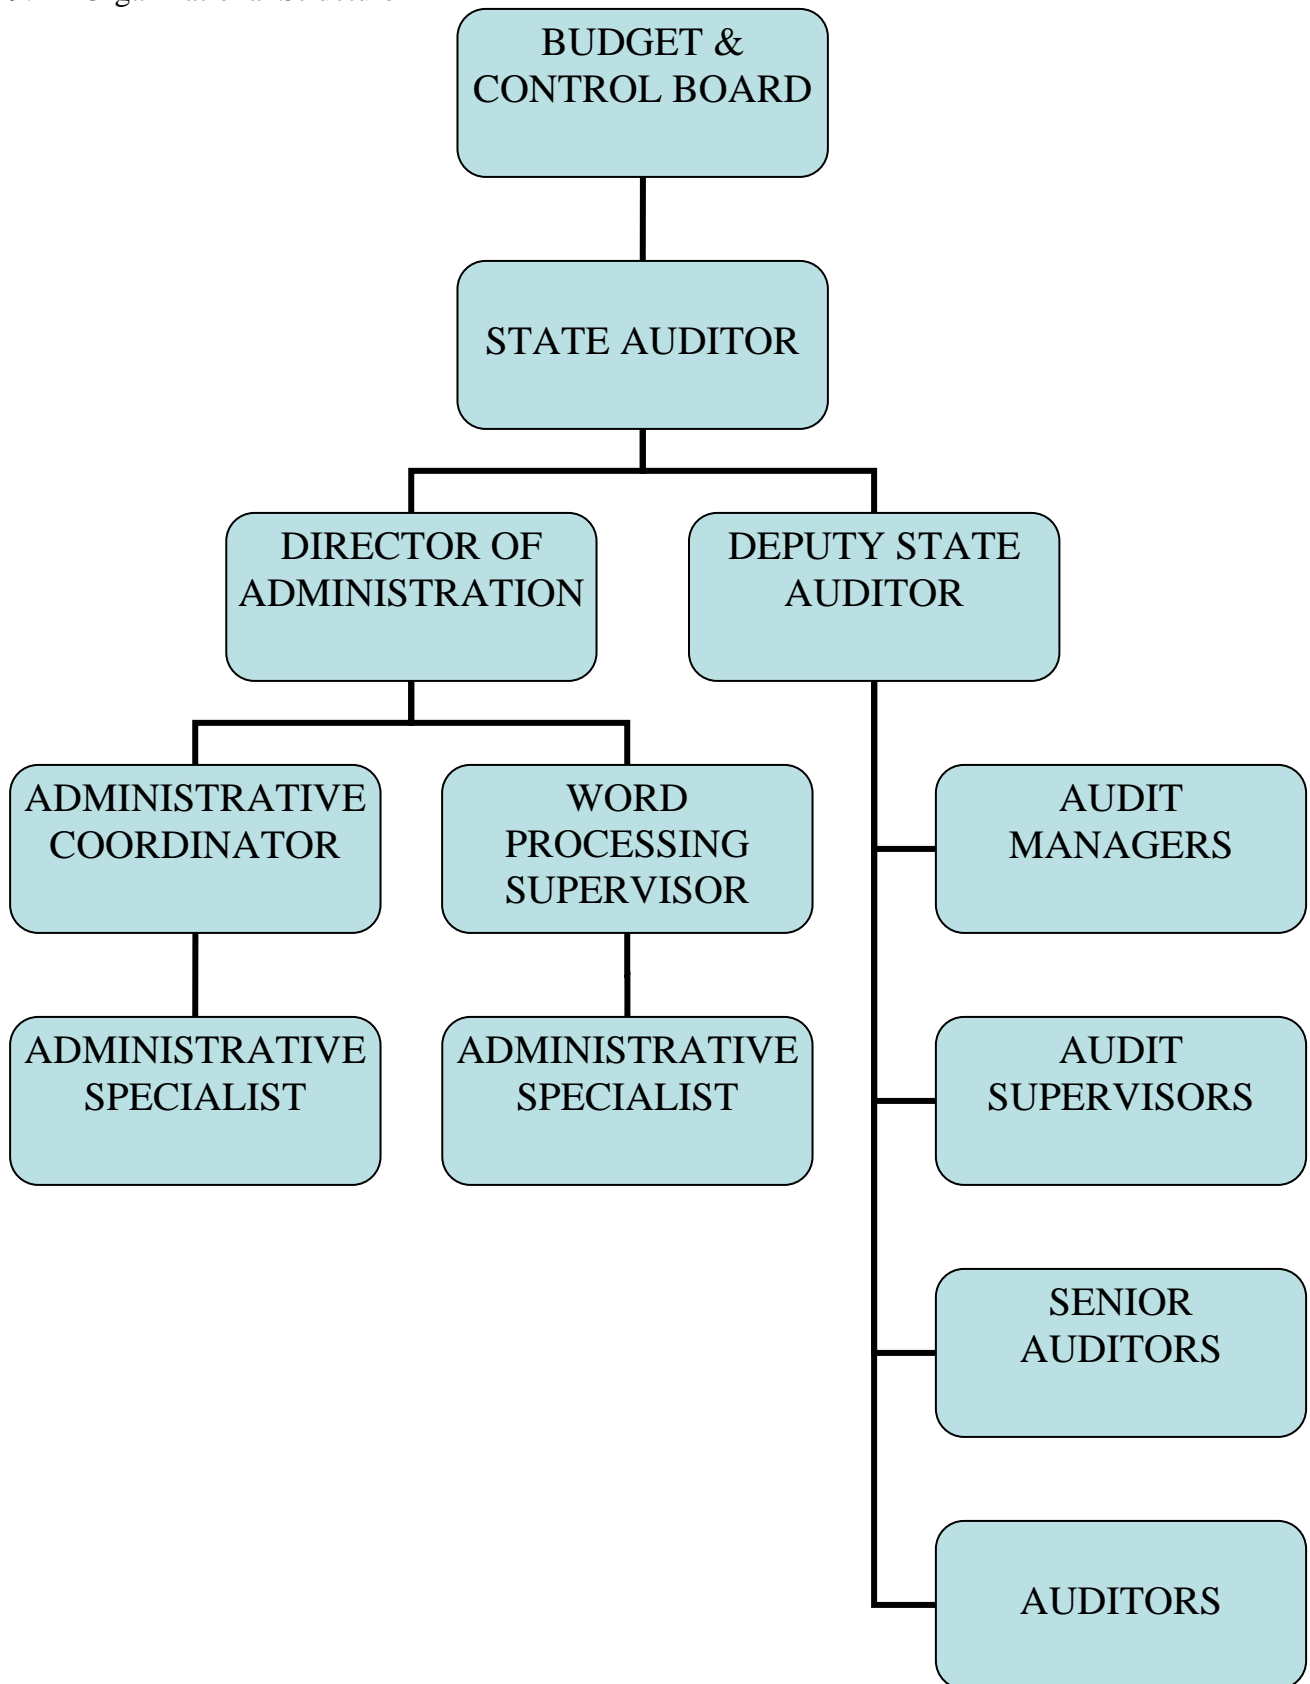 BUDGET &
CONTROL BOARD
STATE AUDITOR
DIRECTOR OF
ADMINISTRATION
DEPUTY STATE
AUDITOR
ADMINISTRATIVE
COORDINATOR
WORD
PROCESSING
SUPERVISOR
AUDIT
MANAGERS
ADMINISTRATIVE
SPECIALIST
ADMINISTRATIVE
SPECIALIST
AUDIT
SUPERVISORS
SENIOR
AUDITORS
AUDITORS